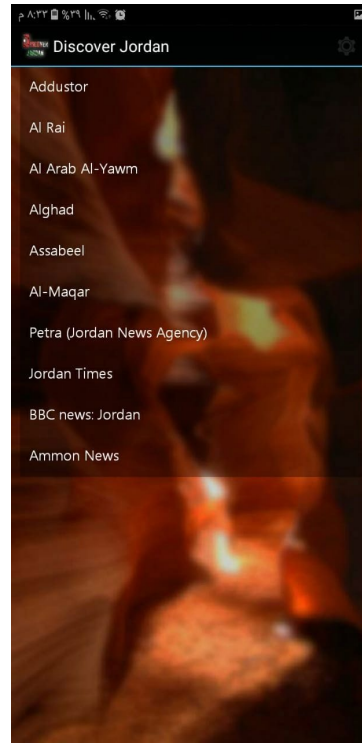 م ٨:٣٢ %٣٩
Discover Jordan
Addustor
Al Rai
Al Arab Al-Yawm
Alghad
Assabeel
Al-Maqar
Petra (Jordan News Agency)
Jordan Times
BBC news: Jordan
Ammon News